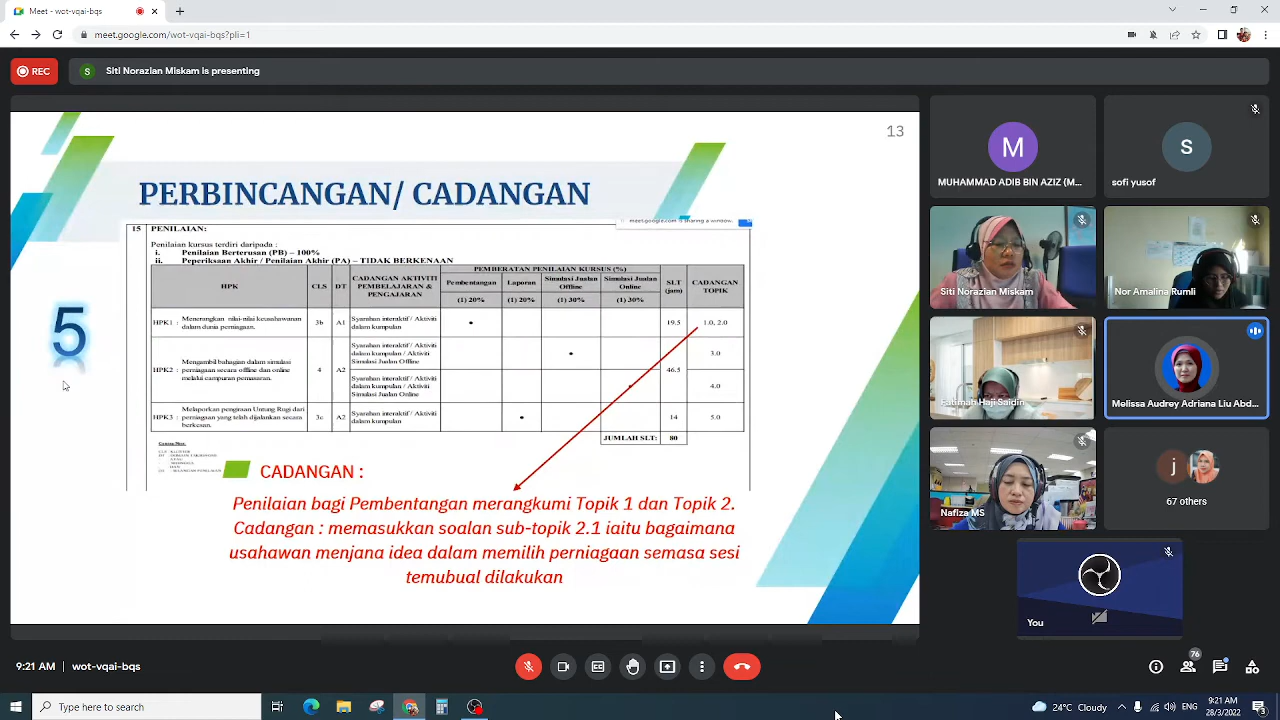 Meet - wot-vqai-bqs
meet.google.com/wot-vqai-bqs?pli=1
REC
S
Siti Norazian Miskam is presenting
13
PERBINCANGAN/ CADANGAN
meet.google.com is sharing a window.
15 PENILAIAN:
Penilaian kursus terdiri daripada :
i. Penilaian Berterusan (PB) – 100%
ii. Peperiksaan Akhir / Penilaian Akhir (PA) – TIDAK BERKENAAN
HPK CLS DT CADANGAN AKTIVITI PEMBELAJARAN & PENGAJARAN PEMBERATAN PENILAIAN KURSUS (%) SLT (jam) CADANGAN TOPIK
Pembentangan Laporan Simulasi Jualan Offline Simulasi Jualan Online
(1) 20% (1) 20% (1) 30% (1) 30%
HPK1 : Menerangkan nilai-nilai keusahawanan dalam dunia perniagaan. 3b A1 Syarahan interaktif / Aktiviti dalam kumpulan • 19.5 1.0, 2.0
HPK2 : Mengambil bahagian dalam simulasi perniagaan secara offline dan online melalui campuran pemasaran. 4 A2 Syarahan interaktif / Aktiviti dalam kumpulan / Aktiviti Simulasi Jualan Offline • 46.5 3.0
Syarahan interaktif / Aktiviti dalam kumpulan / Aktiviti Simulasi Jualan Online 4.0
HPK3 : Melaporkan pengiraan Untung Rugi dari perniagaan yang telah dijalankan secara berkesan. 3c A2 Syarahan interaktif / Aktiviti dalam kumpulan • 14 5.0
JUMLAH SLT: 80
5
CADANGAN :
Penilaian bagi Pembentangan merangkumi Topik 1 dan Topik 2.
Cadangan : memasukkan soalan sub-topik 2.1 iaitu bagaimana
usahawan menjana idea dalam memilih perniagaan semasa sesi
temubual dilakukan
M
MUHAMMAD ADIB BIN AZIZ (M...
S
sofi yusof
Siti Norazian Miskam
Nor Amalina Rumli
Fatimah Haji Saidin
Melissa Audrey Adriana Liu Abd...
Nafiza MS
j
67 others
You
9:21 AM
wot-vqai-bqs
76
Type here to search
24°C Cloudy
9:21 AM
28/3/2022